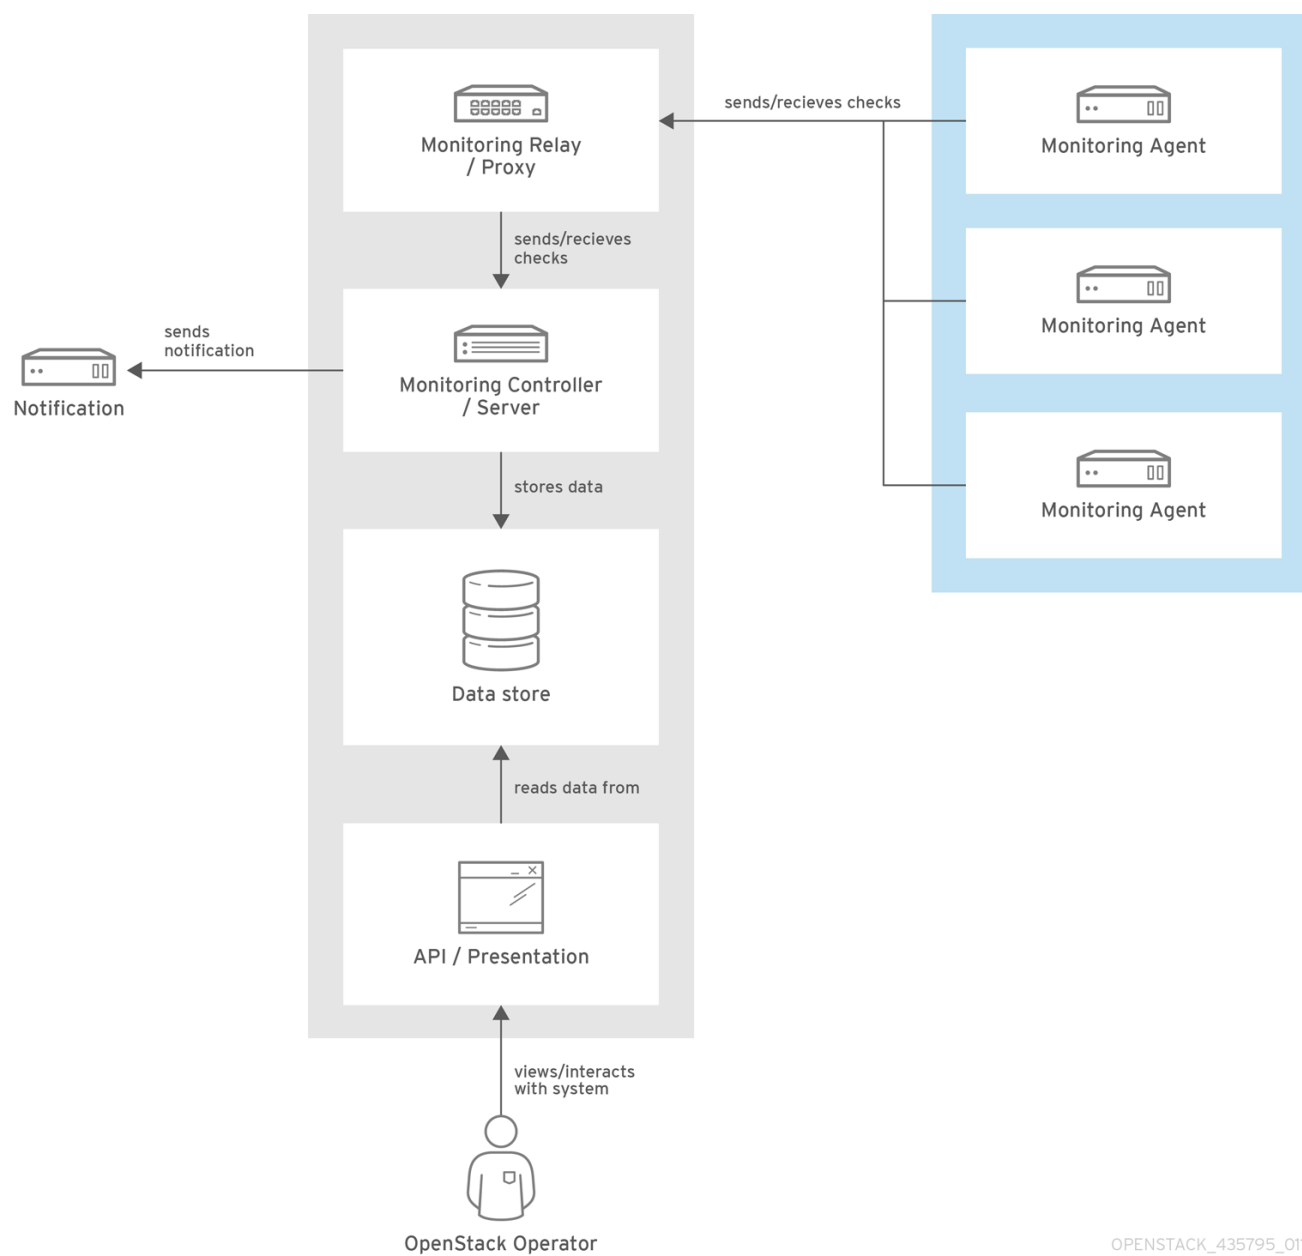 sends/recieves checks
Monitoring Relay
/ Proxy
Monitoring Agent
sends/recieves
checks
Monitoring Agent
sends
notification
Notification
Monitoring Controller
/ Server
stores data
Monitoring Agent
Data store
reads data from
API / Presentation
views/interacts
with system
OpenStack Operator
OPENSTACK_435795_01